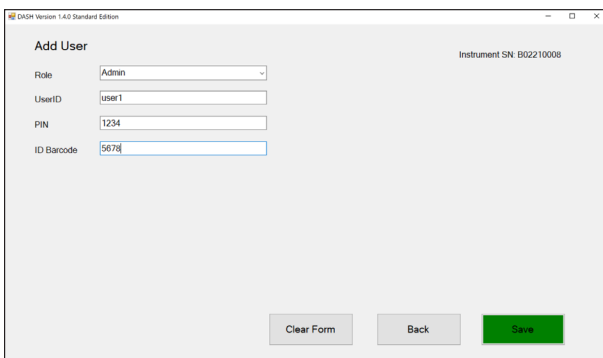 DASH Version 1.4.0 Standard Edition
Add User
Instrument SN: B02210008
Role
Admin
UserID
user1
PIN
1234
ID Barcode
5678
Clear Form
Back
Save